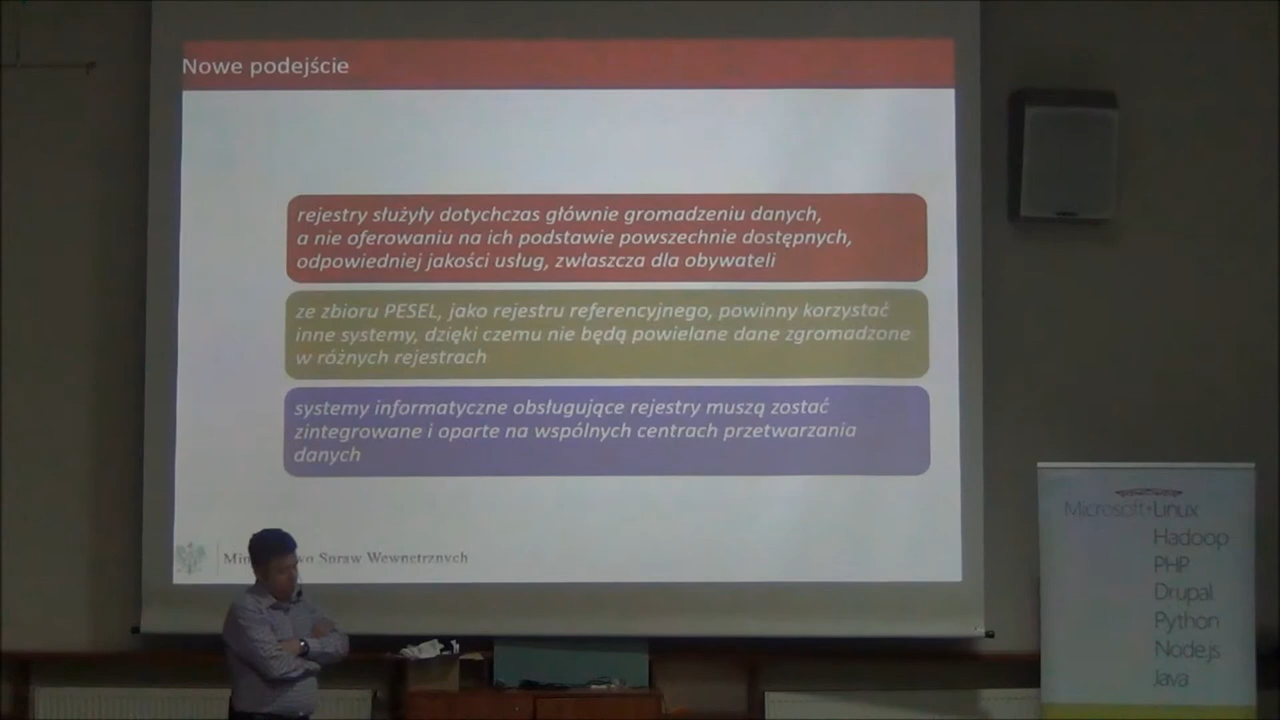 Nowe podejście
rejestry służyły dotychczas głównie gromadzeniu danych,
a nie oferowaniu na ich podstawie powszechnie dostępnych,
odpowiedniej jakości usług, zwłaszcza dla obywateli
ze zbioru PESEL, jako rejestru referencyjnego, powinny korzystać
inne systemy, dzięki czemu nie będą powielane dane zgromadzone
w różnych rejestrach
systemy informatyczne obsługujące rejestry muszą zostać
zintegrowane i oparte na wspólnych centrach przetwarzania
danych
Spraw Wewnętrznych
Microsoft+Linux
Hadoop
PHP
Drupal
Python
Nodejs
Java